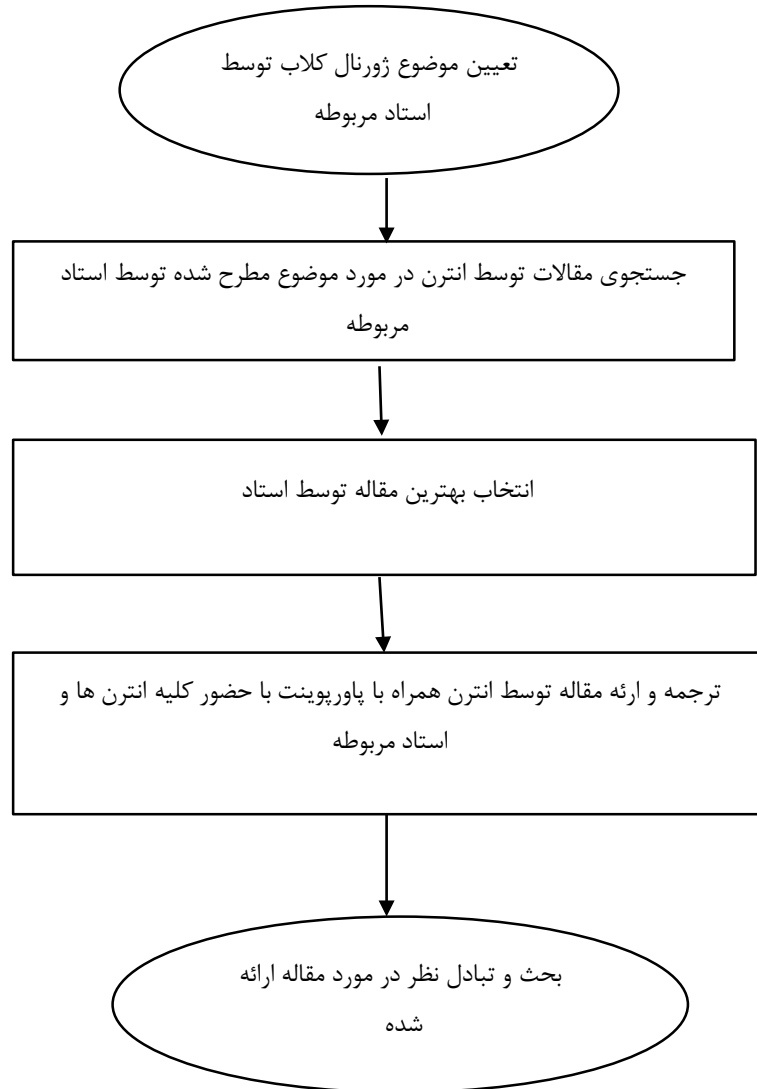 تعیین موضوع ژورنال کلاب توسط
استاد مربوطه
جستجوی مقالات توسط انترن در مورد موضوع مطرح شده توسط استاد
مربوطه
انتخاب بهترین مقاله توسط استاد
ترجمه و ارئه مقاله توسط انترن همراه با پاورپوینت با حضور کلیه انترن ها و
استاد مربوطه
بحث و تبادل نظر در مورد مقاله ارائه
شده